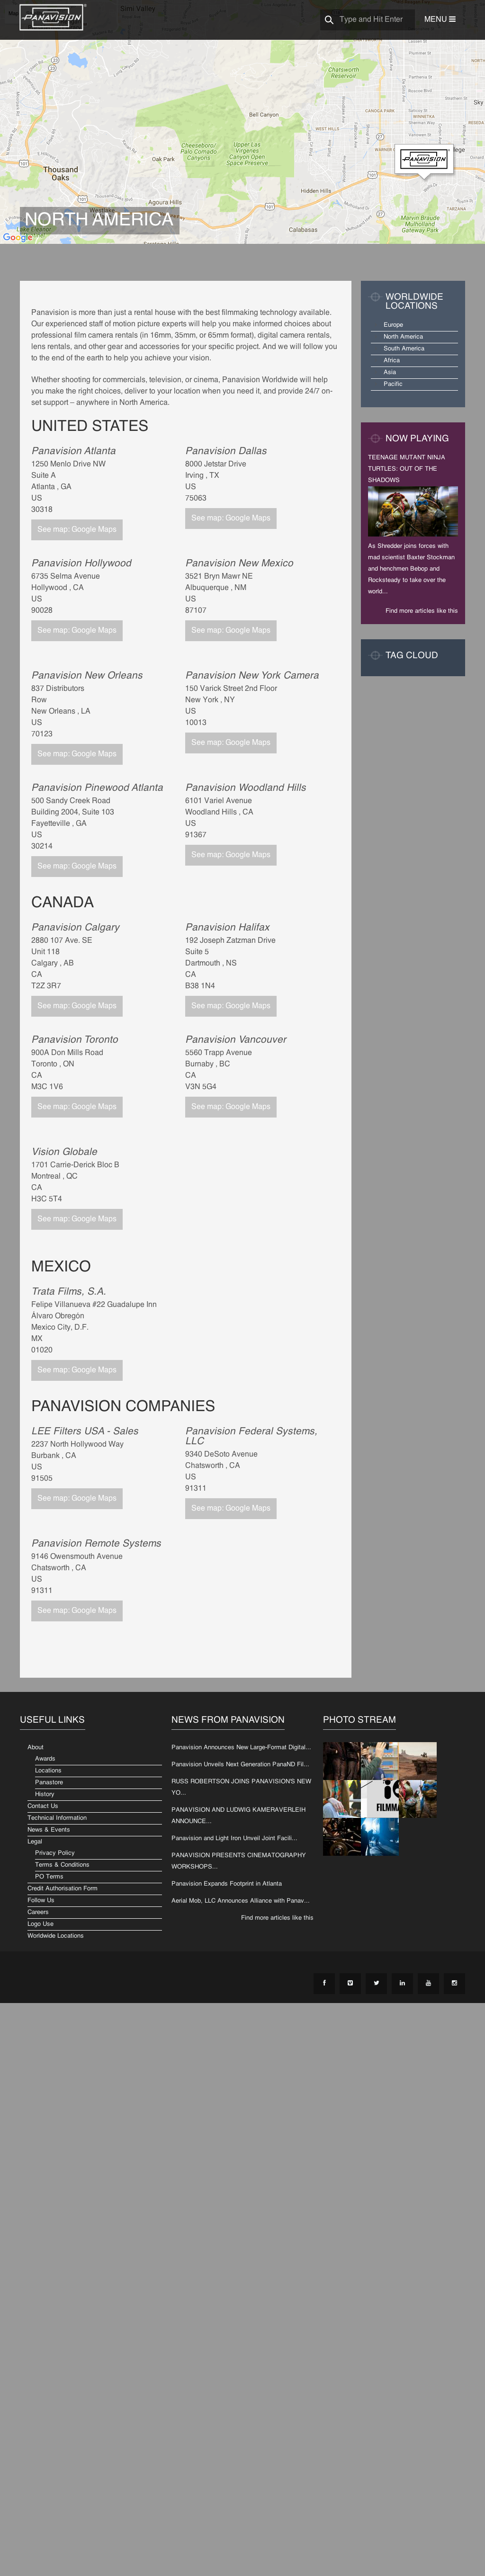 PANAVISION
Type and Hit Enter
MENU
Simi Valley
Chatsworth
Reserve
Bell Canyon
WEST HILLS
CANOGA PARK
WINNETKA
RESEDA
Cheeseboro/
Palo Comado
Canyons
Upper Las
Virgenes
Canyon Open
Space Preserve
Oak Park
Thousand
Oaks
Agoura Hills
Hidden Hills
Calabasas
TARZANA
Marvin Braude
Mulholland
Gateway Park
PANAVISION
NORTH AMERICA
Google
Panavision is more than just a rental house with the best filmmaking technology available.
Our experienced staff of motion picture experts will help you make informed choices about
professional film camera rentals (in 16mm, 35mm, or 65mm format), digital camera rentals,
lens rentals, and other gear and accessories for your specific project. And we will follow you
to the end of the earth to help you achieve your vision.
Whether shooting for commercials, television, or cinema, Panavision Worldwide will help
you make the right choices, deliver to your location when you need it, and provide 24/7 on-
set support – anywhere in North America.
UNITED STATES
Panavision Atlanta
1250 Menlo Drive NW
Suite A
Atlanta , GA
US
30318
See map: Google Maps
Panavision Dallas
8000 Jetstar Drive
Irving , TX
US
75063
See map: Google Maps
Panavision Hollywood
6735 Selma Avenue
Hollywood , CA
US
90028
See map: Google Maps
Panavision New Mexico
3521 Bryn Mawr NE
Albuquerque , NM
US
87107
See map: Google Maps
Panavision New Orleans
837 Distributors
Row
New Orleans , LA
US
70123
See map: Google Maps
Panavision New York Camera
150 Varick Street 2nd Floor
New York , NY
US
10013
See map: Google Maps
Panavision Pinewood Atlanta
500 Sandy Creek Road
Building 2004, Suite 103
Fayetteville , GA
US
30214
See map: Google Maps
Panavision Woodland Hills
6101 Variel Avenue
Woodland Hills , CA
US
91367
See map: Google Maps
CANADA
Panavision Calgary
2880 107 Ave. SE
Unit 118
Calgary , AB
CA
T2Z 3R7
See map: Google Maps
Panavision Halifax
192 Joseph Zatzman Drive
Suite 5
Dartmouth , NS
CA
B38 1N4
See map: Google Maps
Panavision Toronto
900A Don Mills Road
Toronto , ON
CA
M3C 1V6
See map: Google Maps
Panavision Vancouver
5560 Trapp Avenue
Burnaby , BC
CA
V3N 5G4
See map: Google Maps
Vision Globale
1701 Carrie-Derick Bloc B
Montreal , QC
CA
H3C 5T4
See map: Google Maps
MEXICO
Trata Films, S.A.
Felipe Villanueva #22 Guadalupe Inn
Álvaro Obregón
Mexico City, D.F.
MX
01020
See map: Google Maps
PANAVISION COMPANIES
LEE Filters USA - Sales
2237 North Hollywood Way
Burbank , CA
US
91505
See map: Google Maps
Panavision Federal Systems,
LLC
9340 DeSoto Avenue
Chatsworth , CA
US
91311
See map: Google Maps
Panavision Remote Systems
9146 Owensmouth Avenue
Chatsworth , CA
US
91311
See map: Google Maps
WORLDWIDE
LOCATIONS
Europe
North America
South America
Africa
Asia
Pacific
NOW PLAYING
TEENAGE MUTANT NINJA
TURTLES: OUT OF THE
SHADOWS
As Shredder joins forces with
mad scientist Baxter Stockman
and henchmen Bebop and
Rocksteady to take over the
world...
Find more articles like this
TAG CLOUD
USEFUL LINKS
About
Awards
Locations
Panastore
History
Contact Us
Technical Information
News & Events
Legal
Privacy Policy
Terms & Conditions
PO Terms
Credit Authorisation Form
Follow Us
Careers
Logo Use
Worldwide Locations
NEWS FROM PANAVISION
Panavision Announces New Large-Format Digital...
Panavision Unveils Next Generation PanaND Fil...
RUSS ROBERTSON JOINS PANAVISION'S NEW
YO...
PANAVISION AND LUDWIG KAMERAVERLEIH
ANNOUNCE...
Panavision and Light Iron Unveil Joint Facili...
PANAVISION PRESENTS CINEMATOGRAPHY
WORKSHOPS...
Panavision Expands Footprint in Atlanta
Aerial Mob, LLC Announces Alliance with Panav...
Find more articles like this
PHOTO STREAM
FILMMA